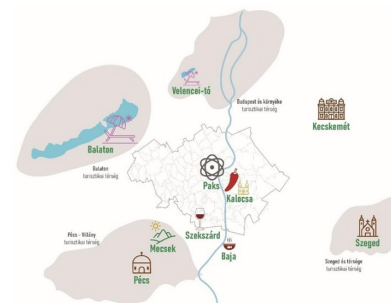 Velencei-tó
Budapest és környéke
turisztikai térség
Kecskemét
Balaton
Balaton
turisztikai térség
Paks
Kalocsa
Pécs - Villány
turisztikai térség
Szekszárd
Mecsek
Baja
Szeged
Pécs
Szeged és térsége
turisztikai térség